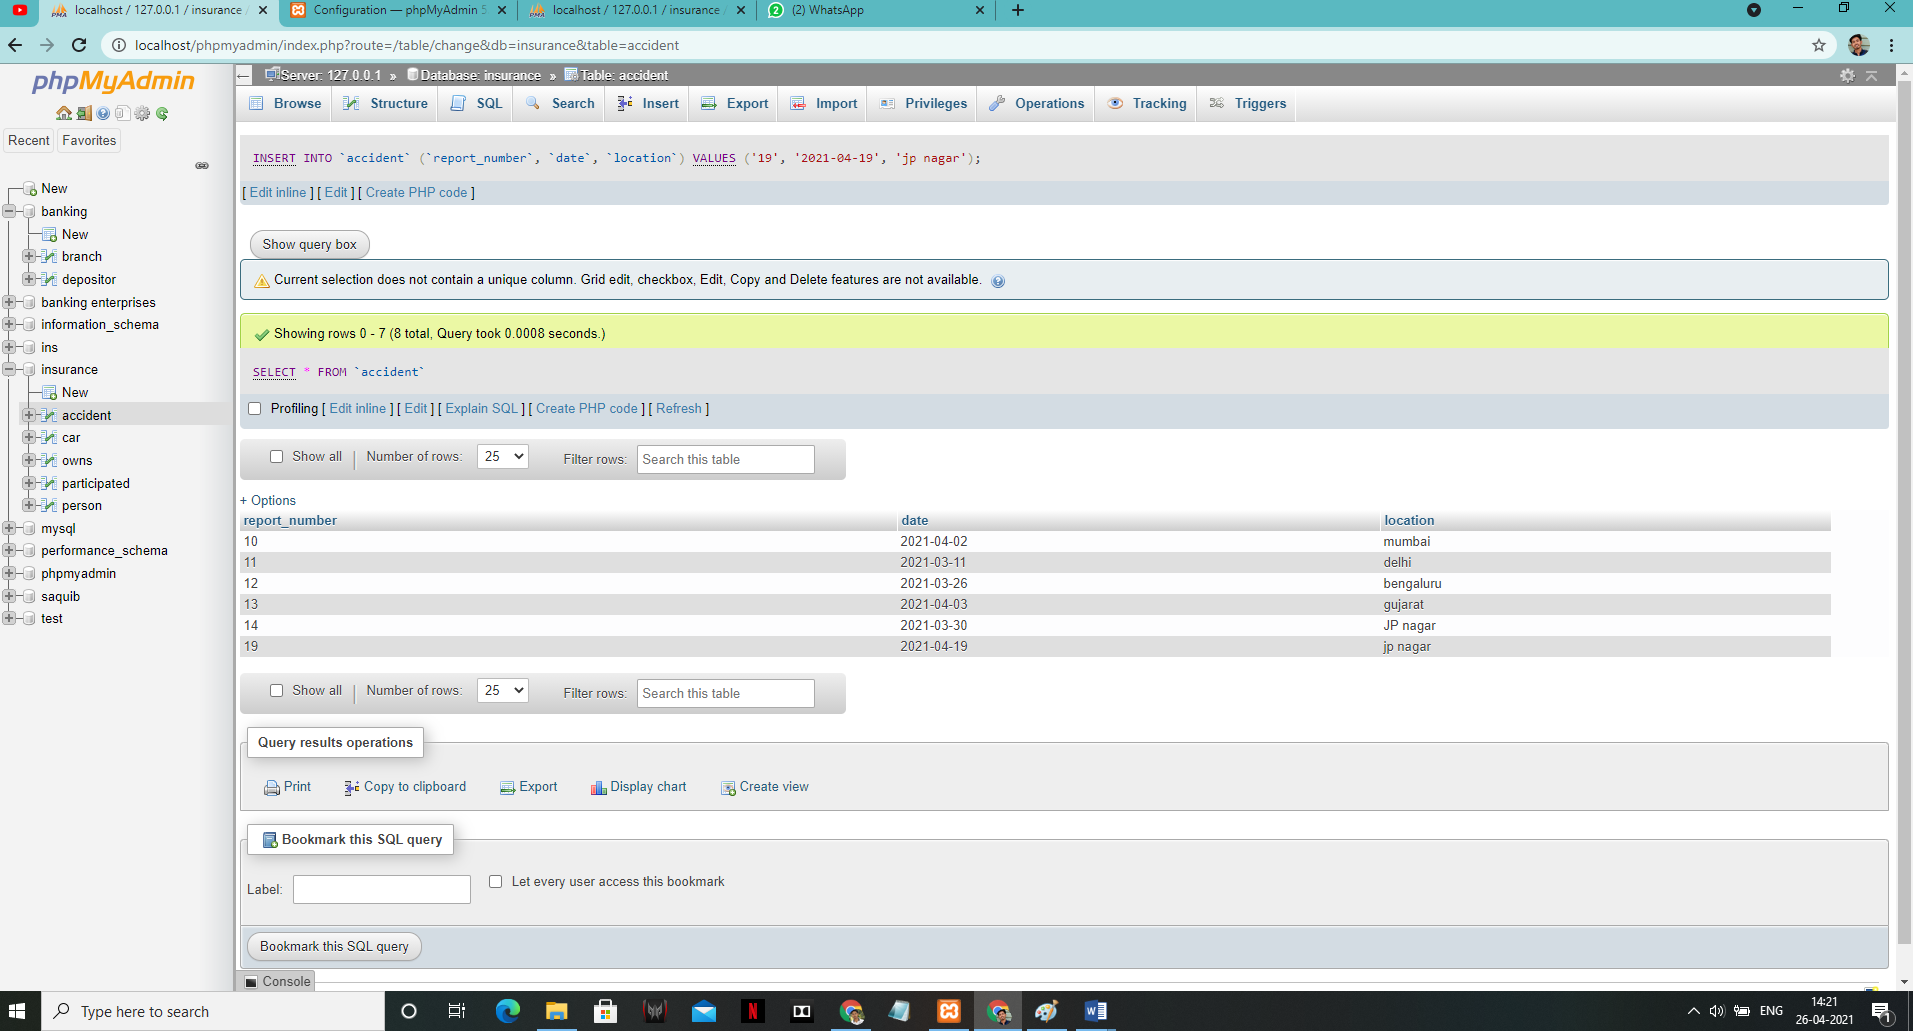 localhost / 127.0.0.1 / insurance
Configuration — phpMyAdmin 5
localhost / 127.0.0.1 / insurance
(2) WhatsApp
localhost/phpmyadmin/index.php?route=/table/change&db=insurance&table=accident
phpMyAdmin
Recent
Favorites
New
banking
New
branch
depositor
banking enterprises
information_schema
ins
insurance
New
accident
car
owns
participated
person
mysql
performance_schema
phpmyadmin
saquib
test
Server: 127.0.0.1 » Database: insurance » Table: accident
Browse Structure SQL Search Insert Export Import Privileges Operations Tracking Triggers
INSERT INTO `accident` (`report_number`, `date`, `location`) VALUES ('19', '2021-04-19', 'jp nagar');
[ Edit inline ] [ Edit ] [ Create PHP code ]
Show query box
Current selection does not contain a unique column. Grid edit, checkbox, Edit, Copy and Delete features are not available.
Showing rows 0 - 7 (8 total, Query took 0.0008 seconds.)
SELECT * FROM `accident`
Profiling [ Edit inline ] [ Edit ] [ Explain SQL ] [ Create PHP code ] [ Refresh ]
Show all | Number of rows: 25 Filter rows: Search this table
+ Options
report_number date location
10 2021-04-02 mumbai
11 2021-03-11 delhi
12 2021-03-26 bengaluru
13 2021-04-03 gujarat
14 2021-03-30 JP nagar
19 2021-04-19 jp nagar
Show all | Number of rows: 25 Filter rows: Search this table
Query results operations
Print Copy to clipboard Export Display chart Create view
Bookmark this SQL query
Label: Let every user access this bookmark
Bookmark this SQL query
Console
Type here to search
ENG
14:21
26-04-2021
1